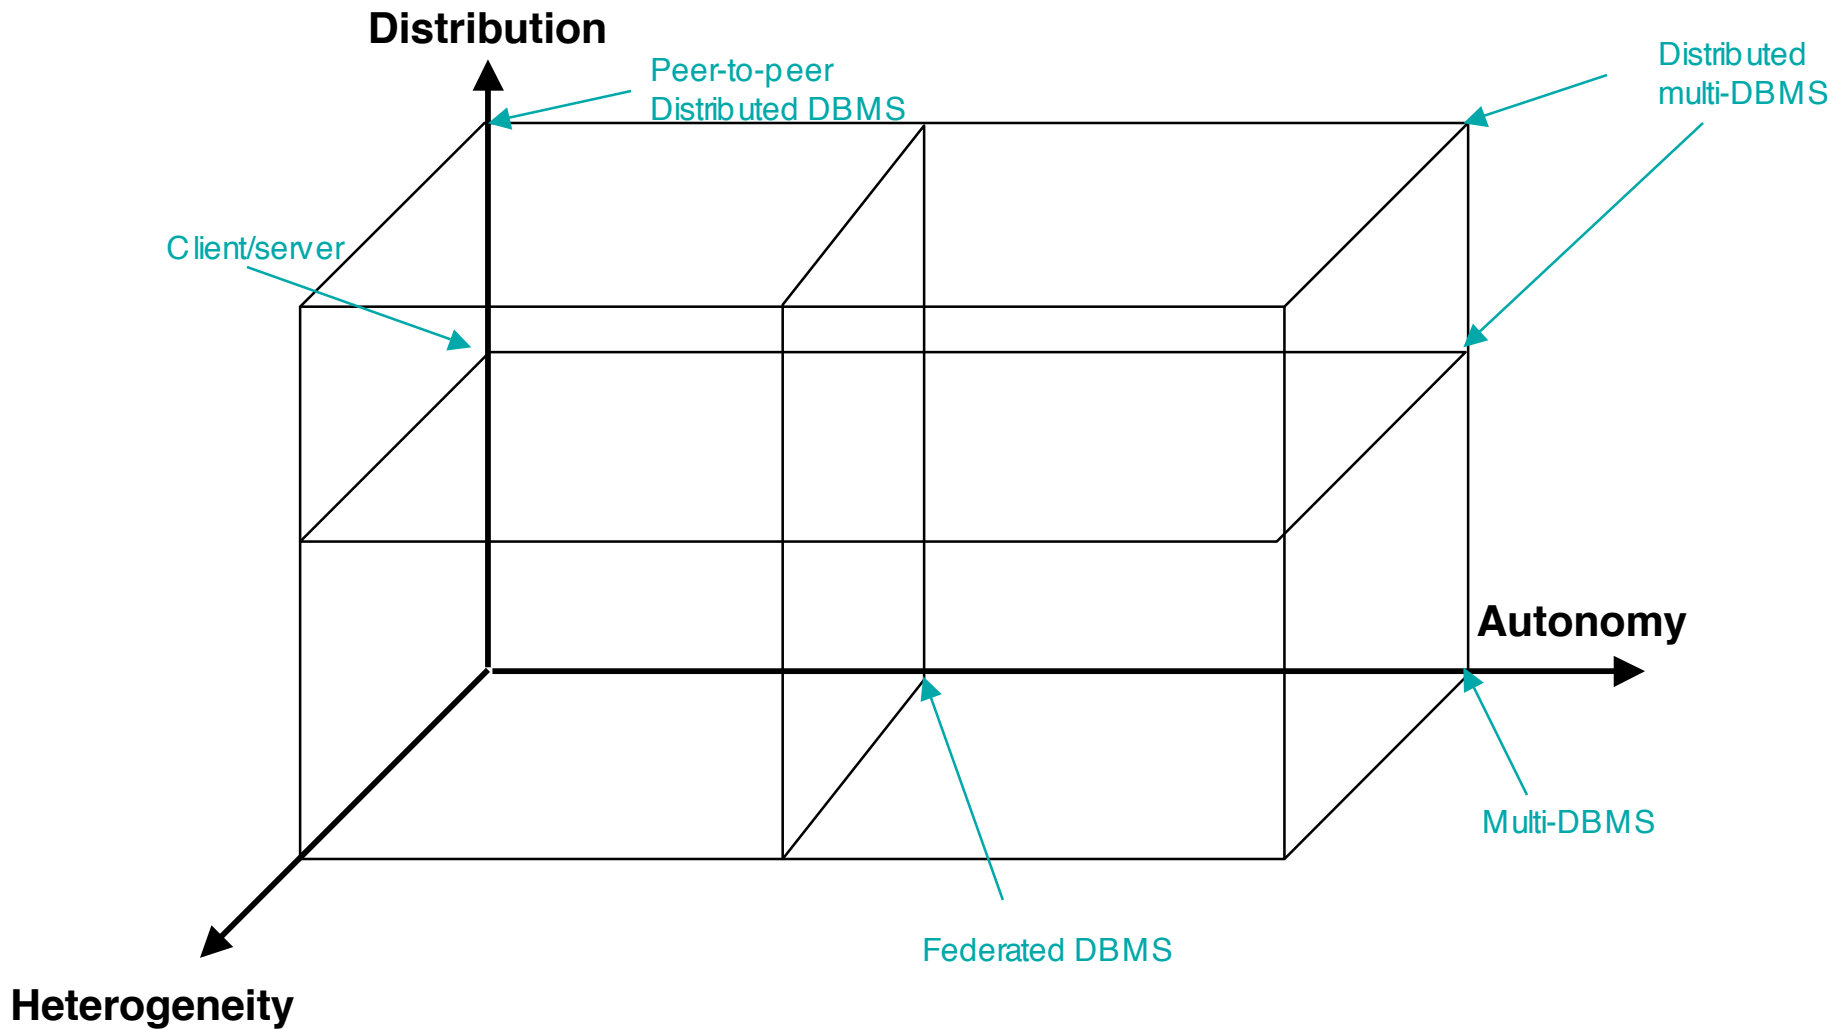 Distribution
Peer-to-peer
Distributed DBMS
Distributed
multi-DBMS
Client/server
Autonomy
Multi-DBMS
Federated DBMS
Heterogeneity